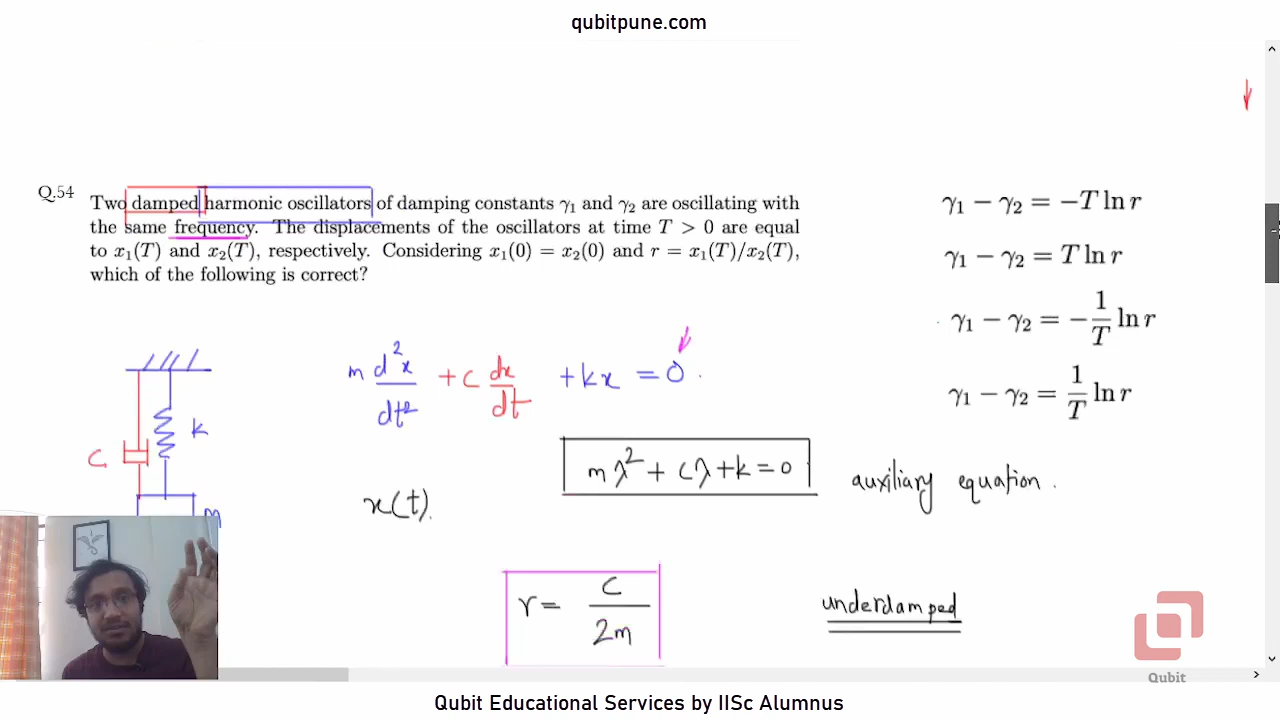 qubitpune.com
Q.54
Two damped harmonic oscillators of damping constants γ₁ and γ₂ are oscillating with
the same frequency. The displacements of the oscillators at time T > 0 are equal
to x₁(T) and x₂(T), respectively. Considering x₁(0) = x₂(0) and r = x₁(T)/x₂(T),
which of the following is correct?
γ₁ − γ₂ = −T ln r
γ₁ − γ₂ = T ln r
γ₁ − γ₂ = −1/T ln r
γ₁ − γ₂ = 1/T ln r
m d²x/dt² + c dx/dt + kx = 0
k
C
m
mλ² + cλ + k = 0
auxiliary equation.
x(t).
γ = c/2m
underdamped
Qubit
Qubit Educational Services by IISc Alumnus